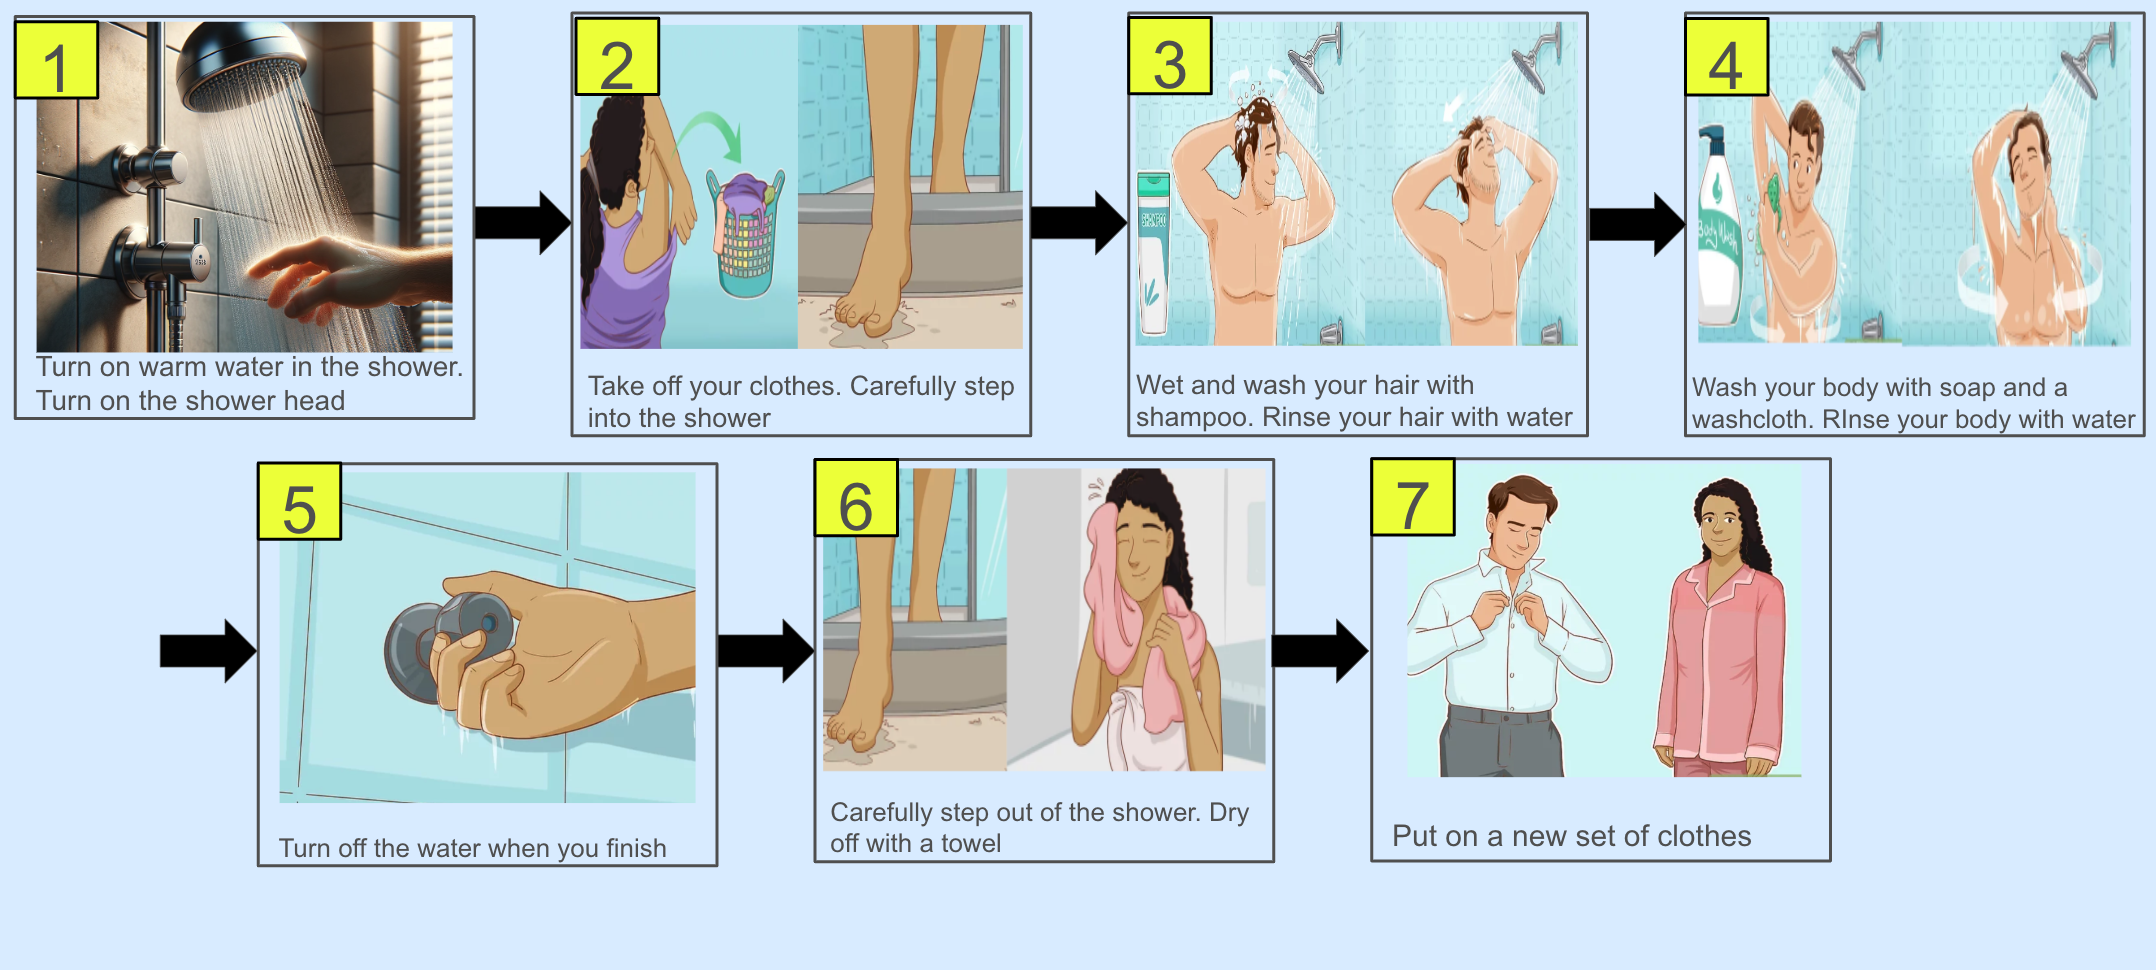 1
Turn on warm water in the shower.
Turn on the shower head
2
Take off your clothes. Carefully step
into the shower
3
SHAMPOO
Wet and wash your hair with
shampoo. Rinse your hair with water
4
Body Wash
Wash your body with soap and a
washcloth. RInse your body with water
5
Turn off the water when you finish
6
Carefully step out of the shower. Dry
off with a towel
7
Put on a new set of clothes